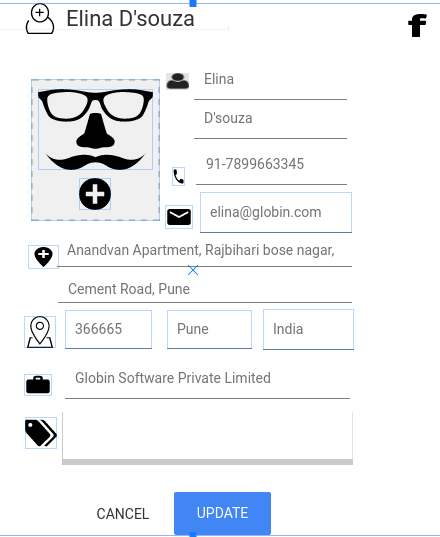 Elina D'souza
Elina
D'souza
91-7899663345
elina@globin.com
Anandvan Apartment, Rajbihari bose nagar,
Cement Road, Pune
366665 Pune India
Globin Software Private Limited
CANCEL UPDATE